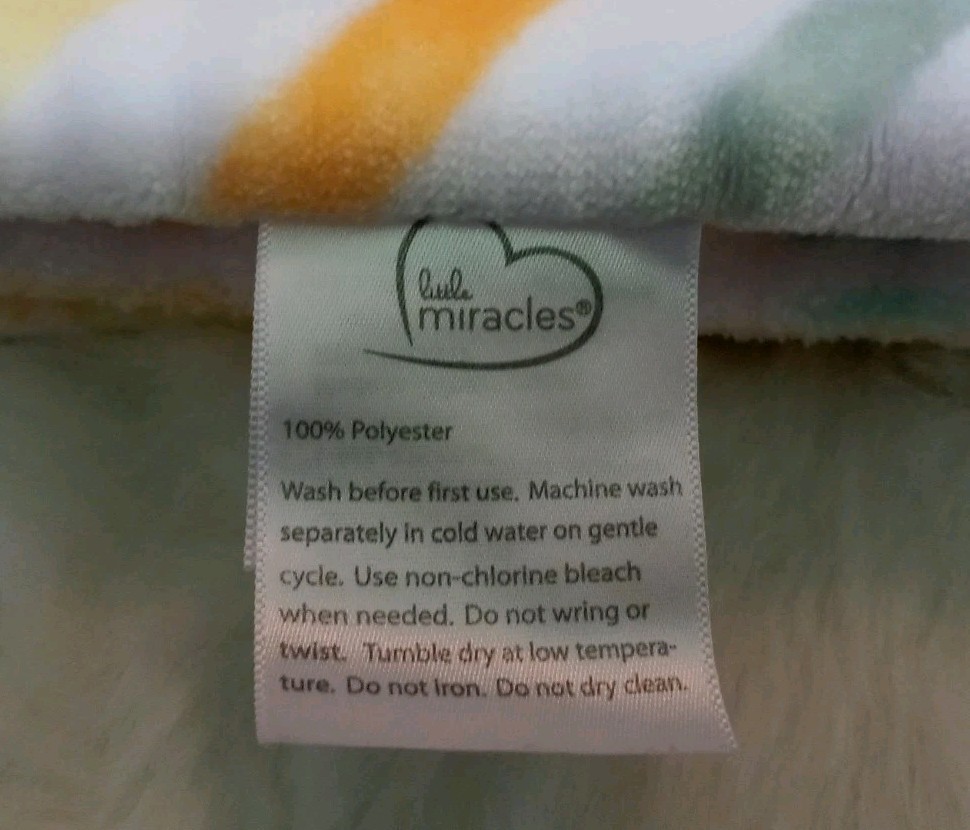 little
miracles®
100% Polyester
Wash before first use. Machine wash
separately in cold water on gentle
cycle. Use non-chlorine bleach
when needed. Do not wring or
twist. Tumble dry at low tempera-
ture. Do not iron. Do not dry clean.